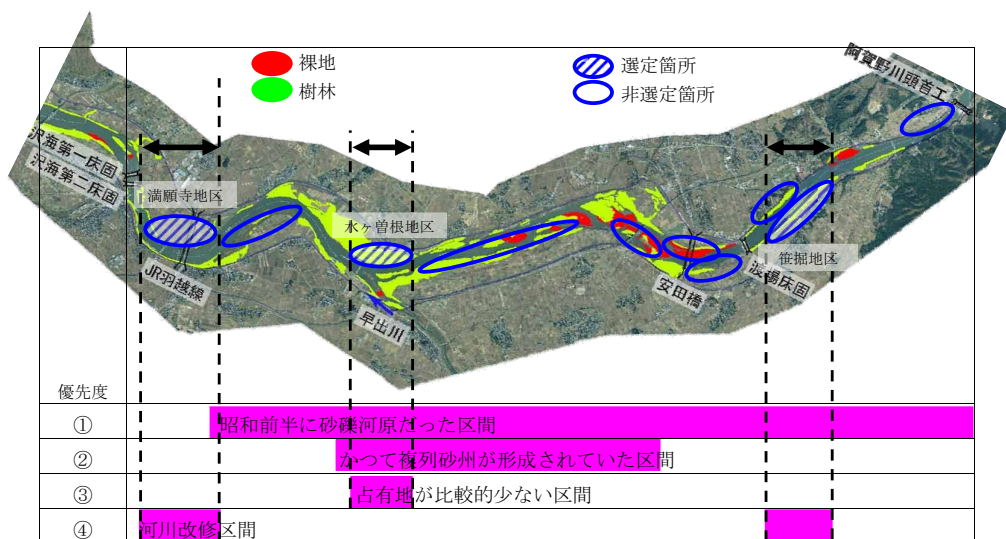 裸地
樹林
選定箇所
非選定箇所
阿賀野川頭首工
沢海第一床固
沢海第二床固
満願寺地区
水ヶ曽根地区
笹堀地区
JR羽越線
早出川
安田橋
渡場床固
優先度
① 昭和前半に砂礫河原だった区間
② かつて複列砂州が形成されていた区間
③ 占有地が比較的少ない区間
④ 河川改修区間